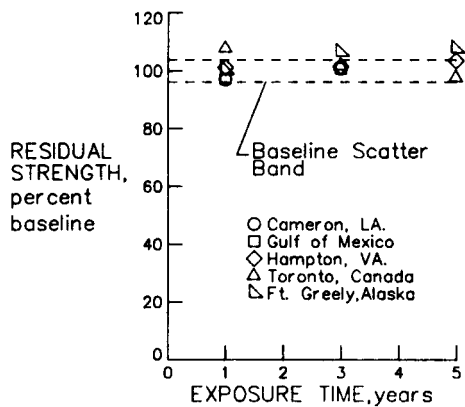 120
100
80
60
40
20
0
RESIDUAL
STRENGTH,
percent
baseline
Baseline Scatter
Band
Cameron, LA.
Gulf of Mexico
Hampton, VA.
Toronto, Canada
Ft. Greely, Alaska
0 1 2 3 4 5
EXPOSURE TIME, years